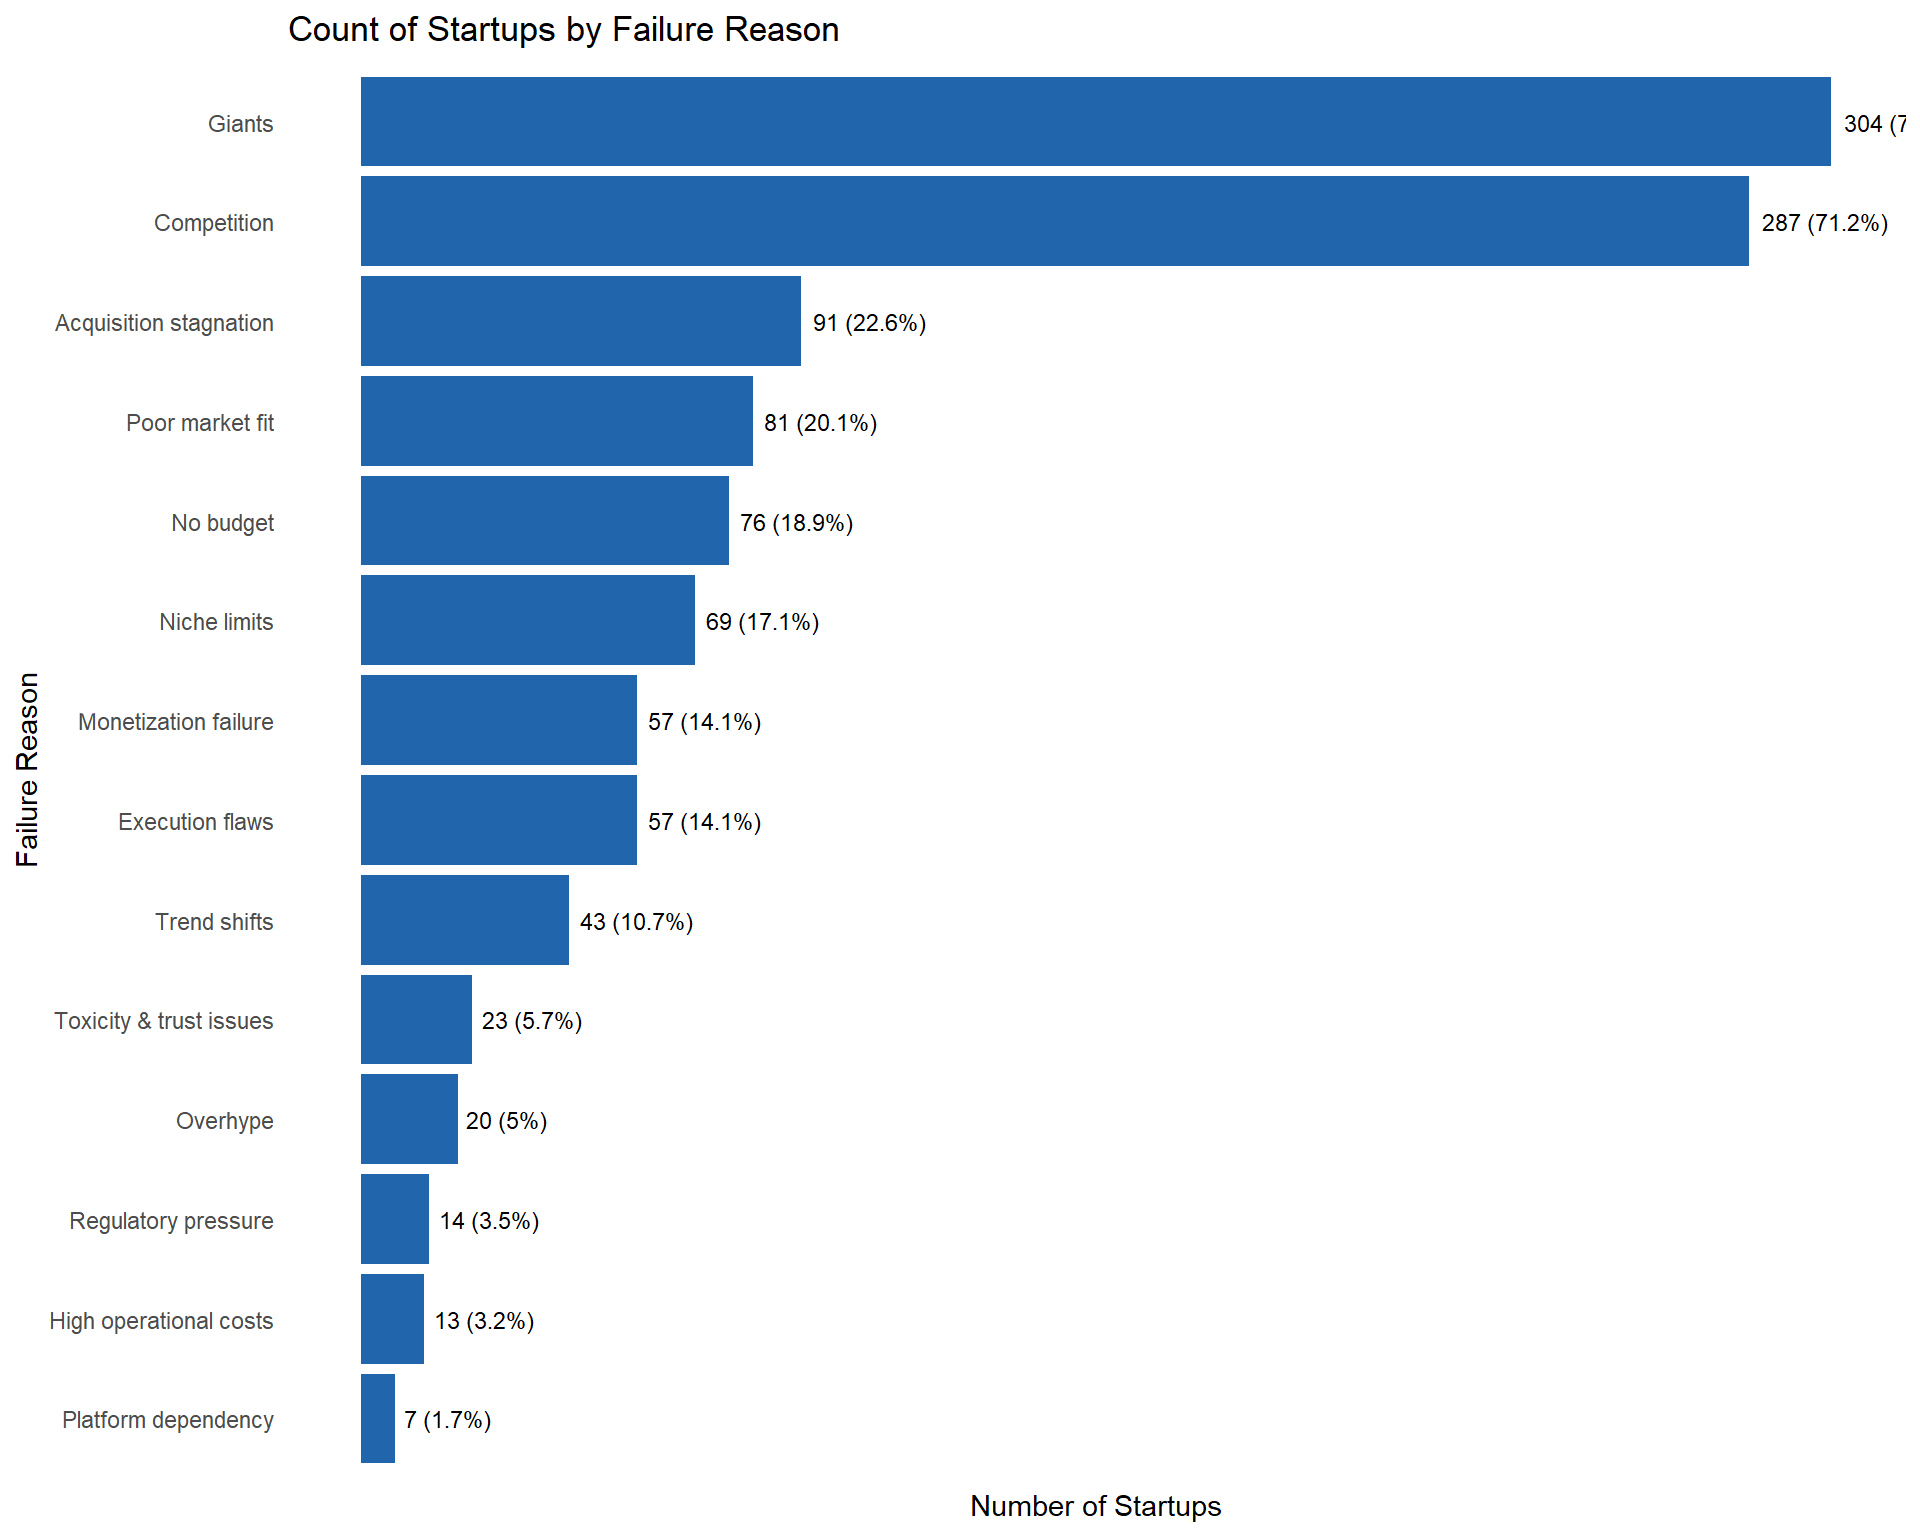 Count of Startups by Failure Reason
Giants
304 (7
Competition
287 (71.2%)
Acquisition stagnation
91 (22.6%)
Poor market fit
81 (20.1%)
No budget
76 (18.9%)
Niche limits
69 (17.1%)
Monetization failure
57 (14.1%)
Execution flaws
57 (14.1%)
Trend shifts
43 (10.7%)
Toxicity & trust issues
23 (5.7%)
Overhype
20 (5%)
Regulatory pressure
14 (3.5%)
High operational costs
13 (3.2%)
Platform dependency
7 (1.7%)
Failure Reason
Number of Startups